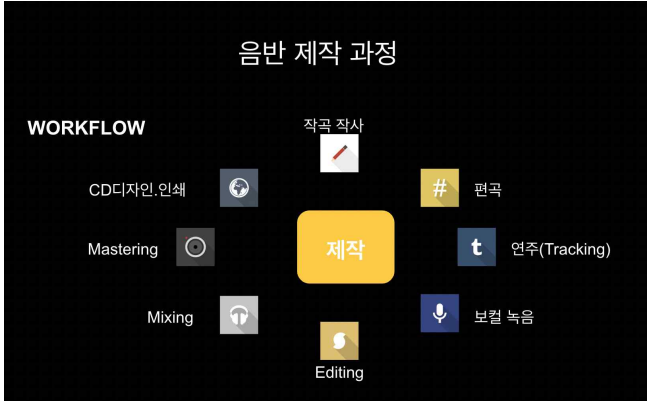 음반 제작 과정
WORKFLOW
작곡 작사
CD디자인.인쇄
#
편곡
Mastering
제작
t
연주(Tracking)
Mixing
보컬 녹음
Editing